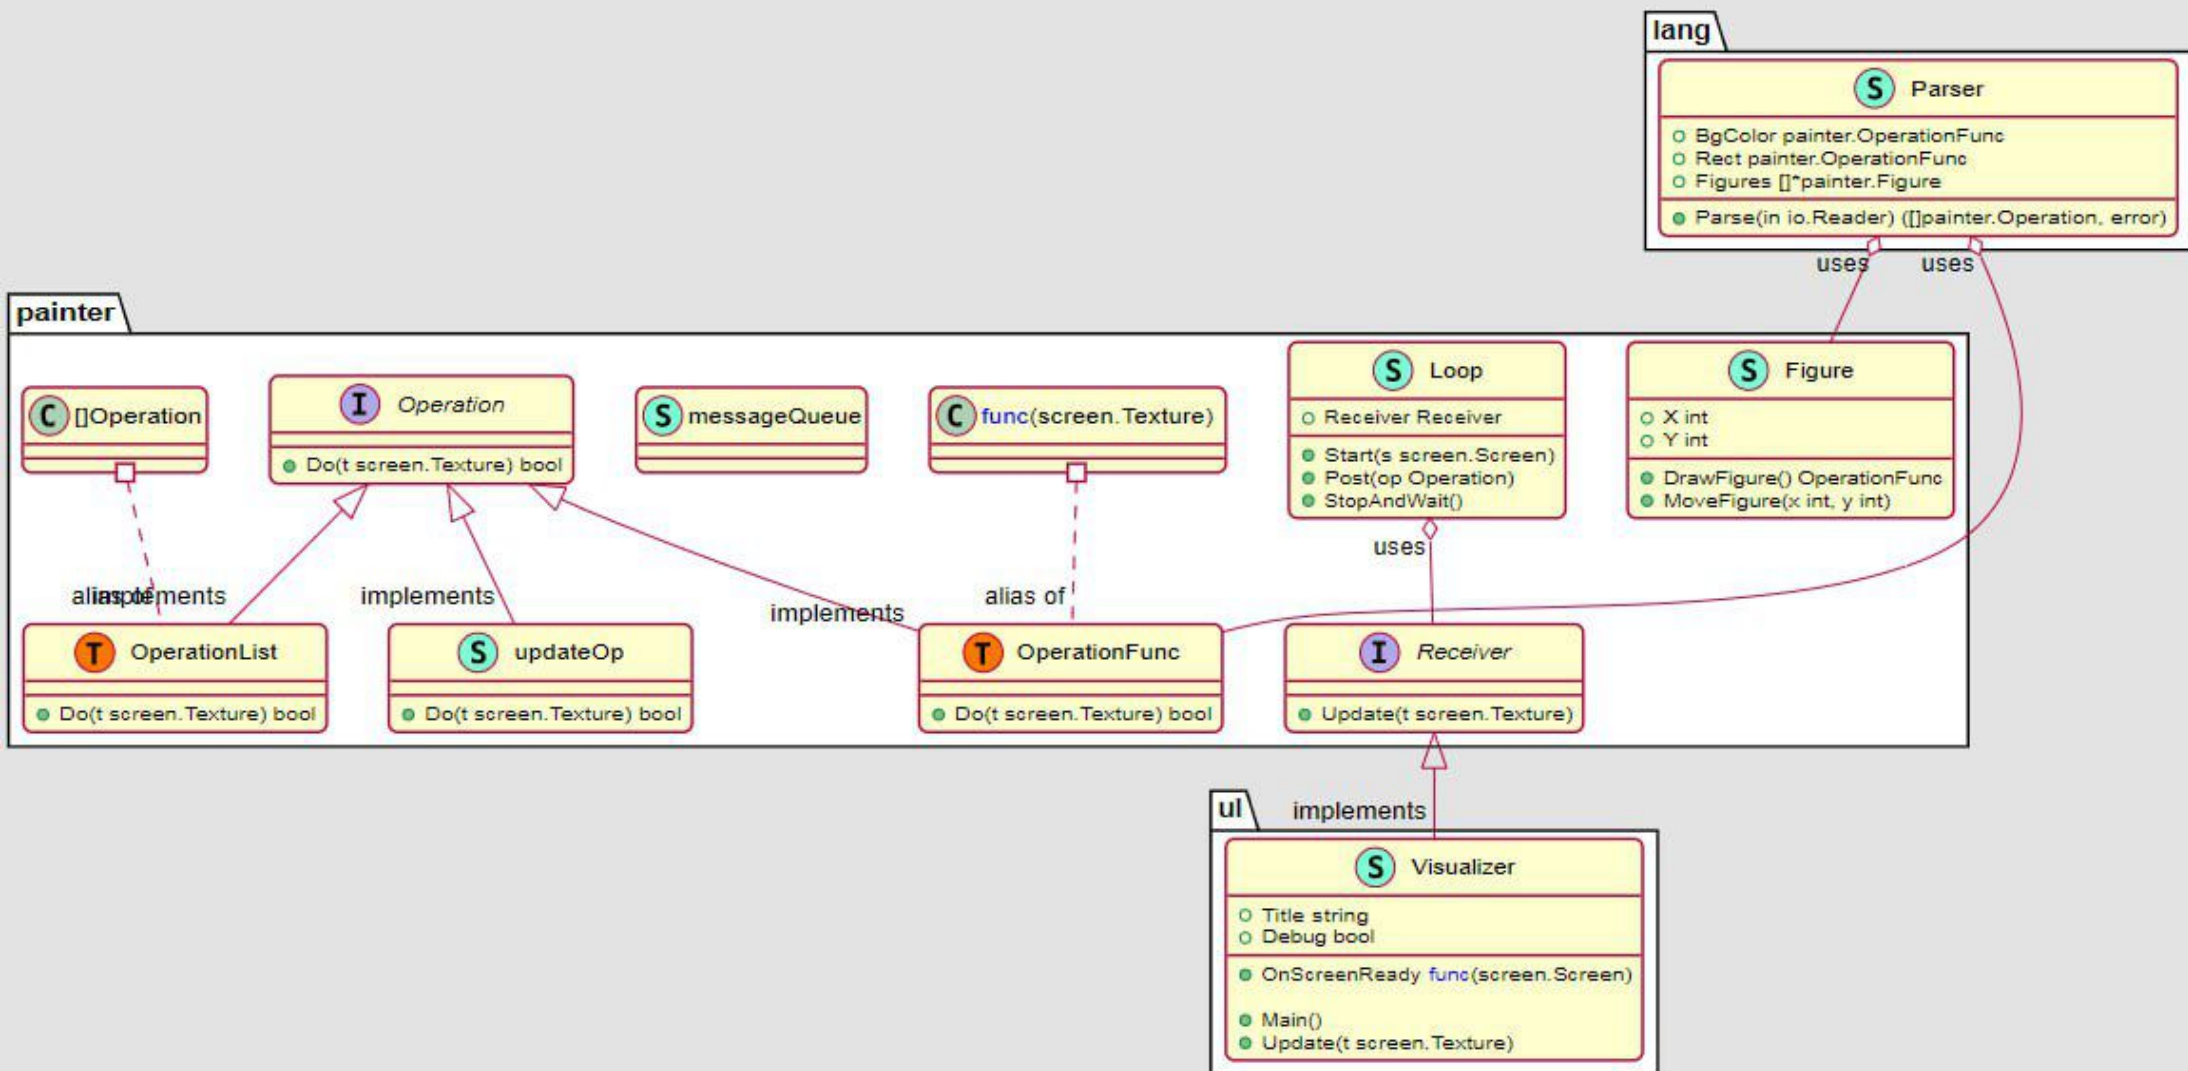 lang
S Parser
BgColor painter.OperationFunc
Rect painter.OperationFunc
Figures []*painter.Figure
Parse(in io.Reader) ([]painter.Operation, error)
uses
uses
painter
C []Operation
I Operation
Do(t screen.Texture) bool
S messageQueue
C func(screen.Texture)
S Loop
Receiver Receiver
Start(s screen.Screen)
Post(op Operation)
StopAndWait()
S Figure
X int
Y int
DrawFigure() OperationFunc
MoveFigure(x int, y int)
uses
alias of
implements
implements
implements
alias of
T OperationList
Do(t screen.Texture) bool
S updateOp
Do(t screen.Texture) bool
T OperationFunc
Do(t screen.Texture) bool
I Receiver
Update(t screen.Texture)
implements
ui
S Visualizer
Title string
Debug bool
OnScreenReady func(screen.Screen)
Main()
Update(t screen.Texture)